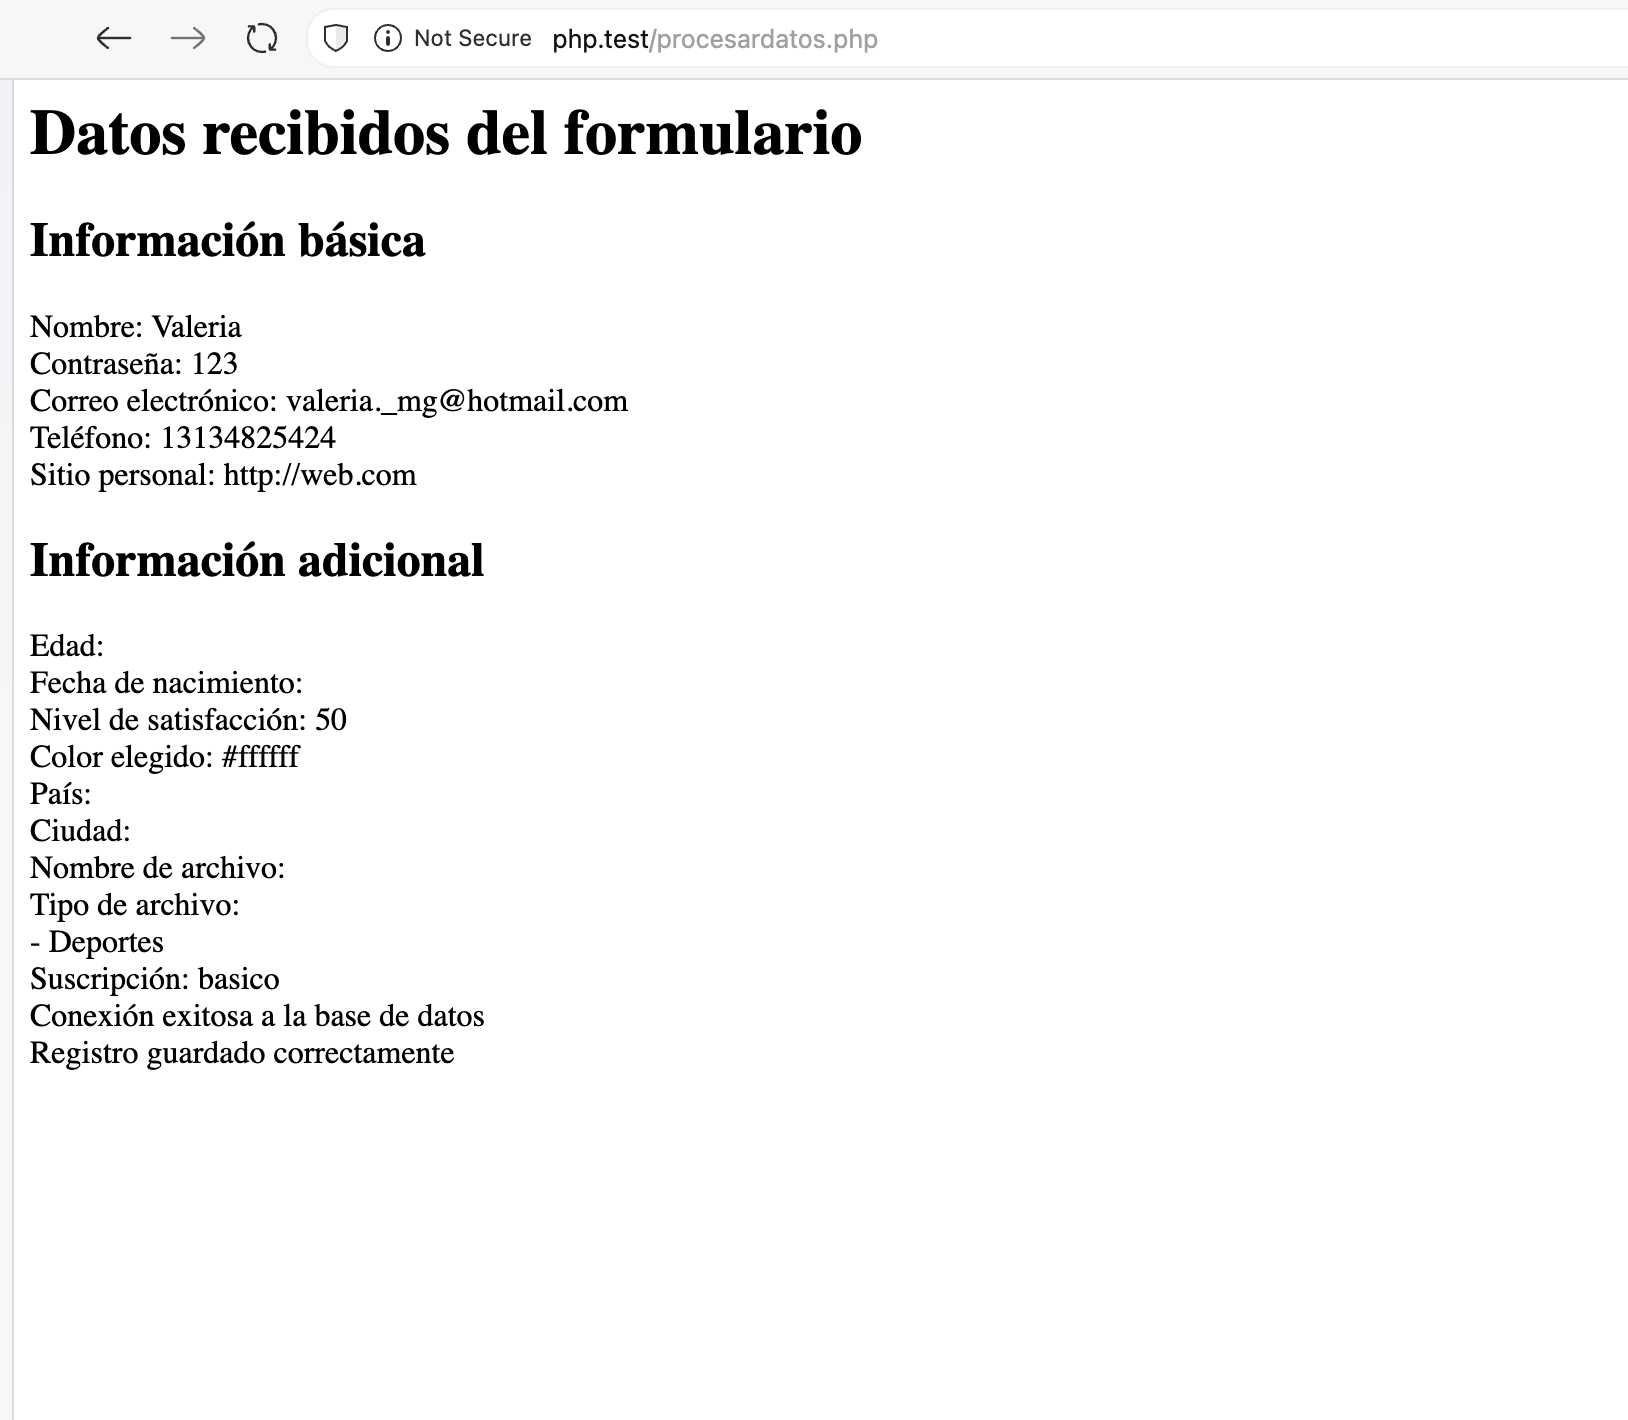 Not Secure php.test/procesardatos.php
Datos recibidos del formulario
Información básica
Nombre: Valeria
Contraseña: 123
Correo electrónico: valeria._mg@hotmail.com
Teléfono: 13134825424
Sitio personal: http://web.com
Información adicional
Edad:
Fecha de nacimiento:
Nivel de satisfacción: 50
Color elegido: #ffffff
País:
Ciudad:
Nombre de archivo:
Tipo de archivo:
- Deportes
Suscripción: basico
Conexión exitosa a la base de datos
Registro guardado correctamente